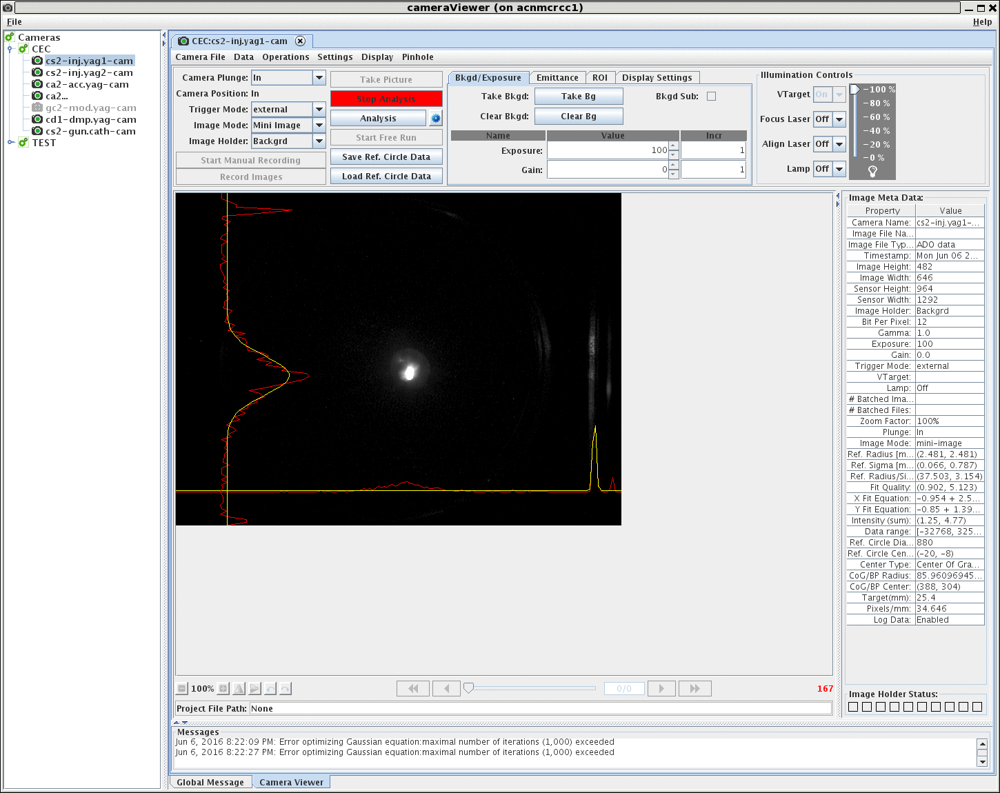 cameraViewer (on acnmcrcc1)
File Help
Cameras
CEC
cs2-inj.yag1-cam
cs2-inj.yag2-cam
ca2-acc.yag-cam
ca2...
gc2-mod.yag-cam
cd1-dmp.yag-cam
cs2-gun.cath-cam
TEST
CEC:cs2-inj.yag1-cam
Camera File Data Operations Settings Display Pinhole
Camera Plunge: In
Camera Position: In
Trigger Mode: external
Image Mode: Mini Image
Image Holder: Backgrd
Start Manual Recording
Record Images
Take Picture
Stop Analysis
Analysis
Start Free Run
Save Ref. Circle Data
Load Ref. Circle Data
Bkgd/Exposure Emittance ROI Display Settings
Take Bkgd: Take Bg Bkgd Sub:
Clear Bkgd: Clear Bg
Name Value Incr
Exposure: 100 1
Gain: 0 1
Illumination Controls
VTarget On
Focus Laser Off
Align Laser Off
Lamp Off
-100 %
-80 %
-60 %
-40 %
-20 %
-0 %
Image Meta Data:
Property Value
Camera Name: cs2-inj.yag1-...
Image File Na...
Image File Typ... ADO data
Timestamp: Mon Jun 06 2...
Image Height: 482
Image Width: 646
Sensor Height: 964
Sensor Width: 1292
Image Holder: Backgrd
Bit Per Pixel: 12
Gamma: 1.0
Exposure: 100
Gain: 0.0
Trigger Mode: external
VTarget:
Lamp: Off
# Batched Ima...
# Batched Files:
Zoom Factor: 100%
Plunge: In
Image Mode: mini-image
Ref. Radius [m... (2.481, 2.481)
Ref. Sigma [m... (0.066, 0.787)
Ref. Radius/Si... (37.503, 3.154)
Fit Quality: (0.902, 5.123)
X Fit Equation: -0.954 + 2.5...
Y Fit Equation: -0.85 + 1.39...
Intensity (sum): (1.25, 4.77)
Data range: [-32768, 325...
Ref. Circle Dia... 880
Ref. Circle Cen... (-20, -8)
Center Type: Center Of Gra...
CoG/BP Radius: 85.96096945...
CoG/BP Center: (388, 304)
Target(mm): 25.4
Pixels/mm: 34.646
Log Data: Enabled
Image Holder Status:
100% 0/0 167
Project File Path: None
Messages
Jun 6, 2016 8:22:09 PM: Error optimizing Gaussian equation:maximal number of iterations (1,000) exceeded
Jun 6, 2016 8:22:27 PM: Error optimizing Gaussian equation:maximal number of iterations (1,000) exceeded
Global Message Camera Viewer